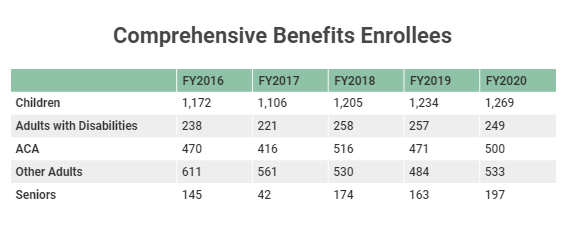 Comprehensive Benefits Enrollees
FY2016 FY2017 FY2018 FY2019 FY2020
Children 1,172 1,106 1,205 1,234 1,269
Adults with Disabilities 238 221 258 257 249
ACA 470 416 516 471 500
Other Adults 611 561 530 484 533
Seniors 145 42 174 163 197